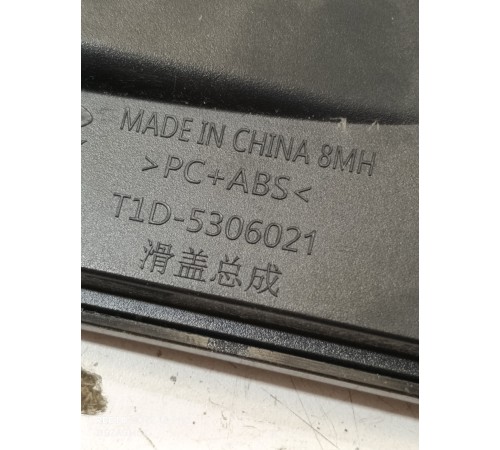 MADE IN CHINA 8MH
>PC+ABS<
T1D-5306021
滑盖总成